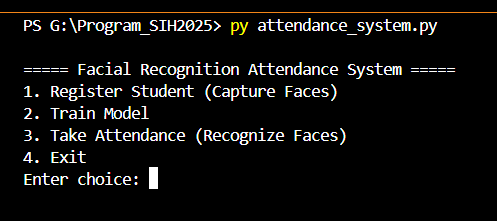 PS G:\Program_SIH2025> py attendance_system.py
===== Facial Recognition Attendance System =====
1. Register Student (Capture Faces)
2. Train Model
3. Take Attendance (Recognize Faces)
4. Exit
Enter choice: